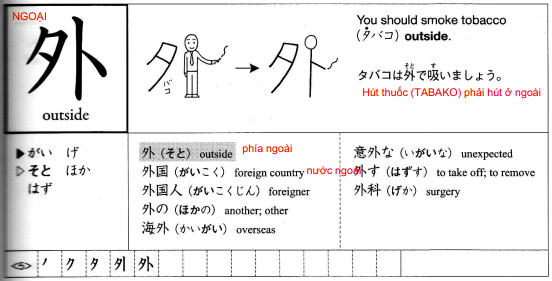 NGOẠI
外
outside
タ
バコ
外
You should smoke tobacco
(タバコ) outside.
タバコは外で吸いましょう。
そと
す
Hút thuốc (TABAKO) phải hút ở ngoài
▶がい げ
▷そと ほか
はず
外 (そと) outside phía ngoài
外国 (がいこく) foreign country nước ngoài
外国人 (がいこくじん) foreigner
外の (ほかの) another; other
海外 (かいがい) overseas
意外な (いがいな) unexpected
外す (はずす) to take off; to remove
外科 (げか) surgery
ノ ク タ 列 外